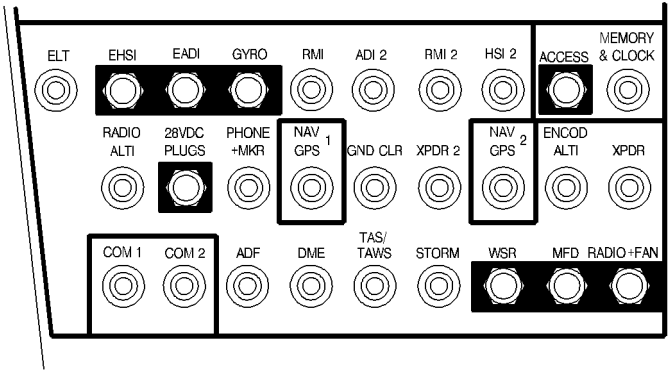 ELT EHSI EADI GYRO RMI ADI 2 RMI 2 HSI 2 ACCESS MEMORY
& CLOCK
RADIO
ALTI
28VDC
PLUGS
PHONE
+MKR
NAV
GPS 1
GND CLR
XPDR 2
NAV
GPS 2
ENCOD
ALTI
XPDR
COM 1
COM 2
ADF
DME
TAS/
TAWS
STORM
WSR
MFD
RADIO+FAN